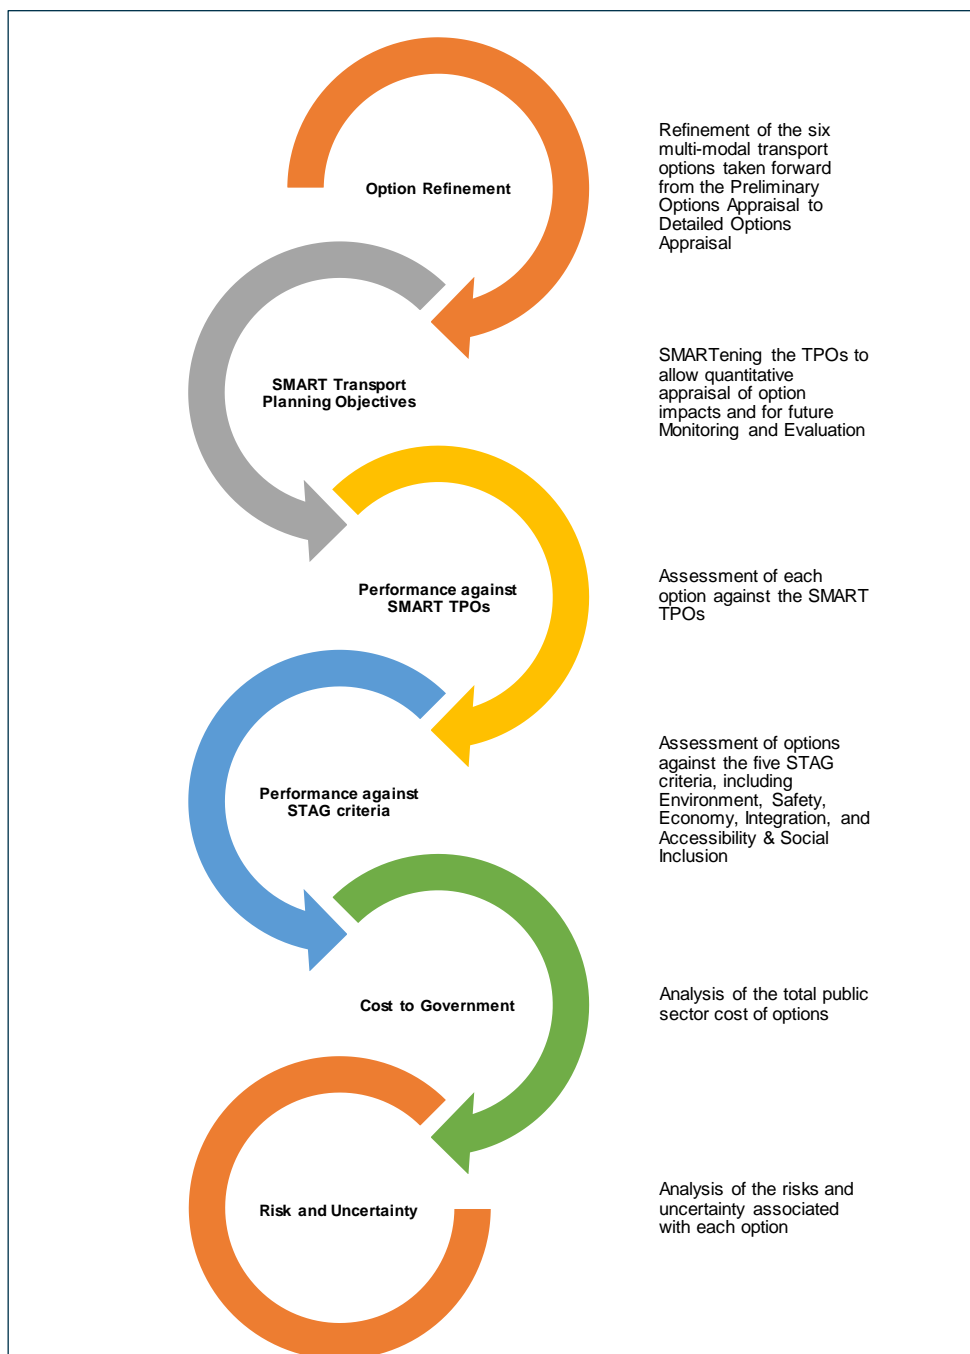 Option Refinement
Refinement of the six
multi-modal transport
options taken forward
from the Preliminary
Options Appraisal to
Detailed Options
Appraisal
SMART Transport
Planning Objectives
SMARTening the TPOs to
allow quantitative
appraisal of option
impacts and for future
Monitoring and Evaluation
Performance against
SMART TPOs
Assessment of each
option against the SMART
TPOs
Performance against
STAG criteria
Assessment of options
against the five STAG
criteria, including
Environment, Safety,
Economy, Integration, and
Accessibility & Social
Inclusion
Cost to Government
Analysis of the total public
sector cost of options
Risk and Uncertainty
Analysis of the risks and
uncertainty associated
with each option